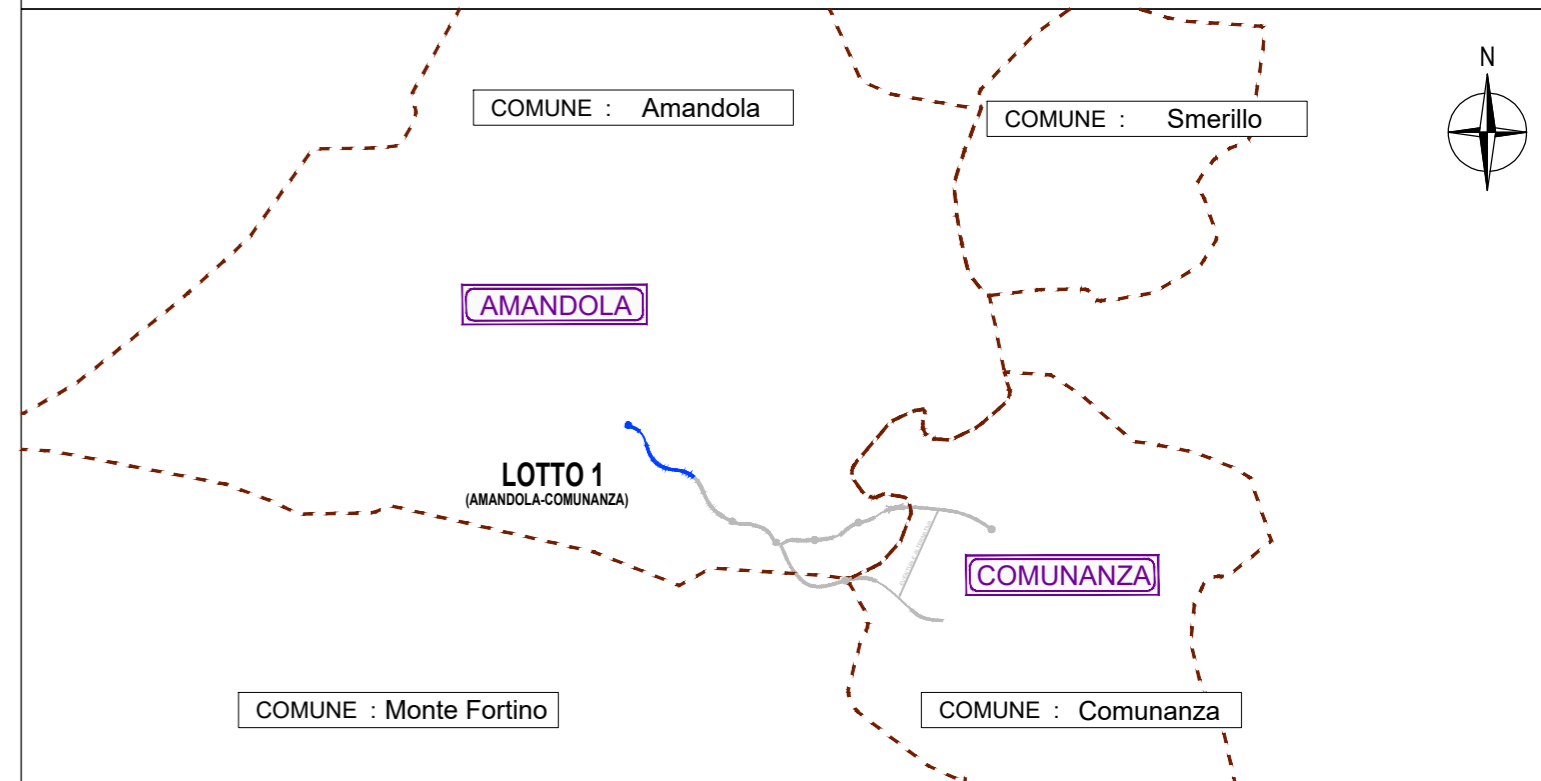 N
COMUNE : Amandola
COMUNE : Smerillo
AMANDOLA
LOTTO 1
(AMANDOLA-COMUNANZA)
COMUNANZA
COMUNE : Monte Fortino
COMUNE : Comunanza